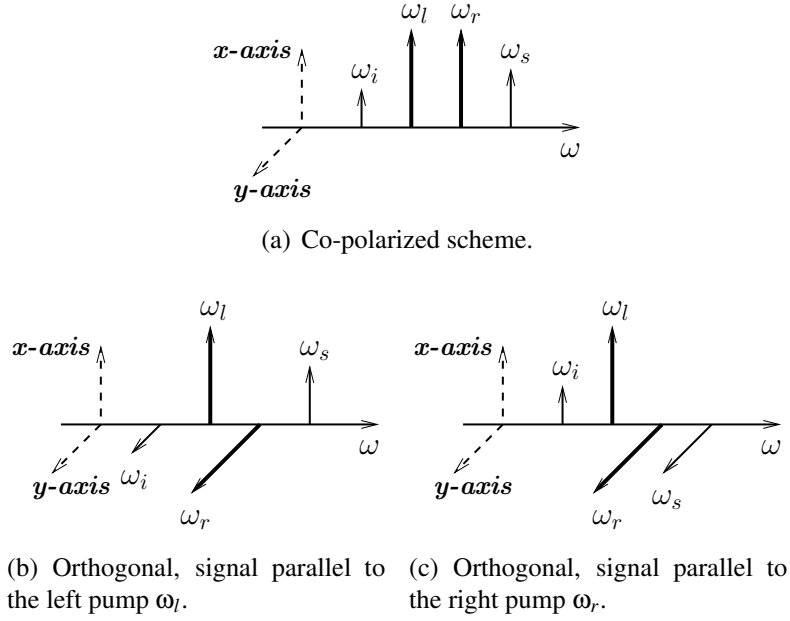 ω_l ω_r
x-axis
ω_i ω_s
ω
y-axis
(a) Co-polarized scheme.
ω_l
x-axis
ω_s
ω
y-axis
ω_i
ω_r
ω_l
x-axis
ω_i
ω
y-axis
ω_r
ω_s
(b) Orthogonal, signal parallel to
the left pump ω_l.
(c) Orthogonal, signal parallel to
the right pump ω_r.